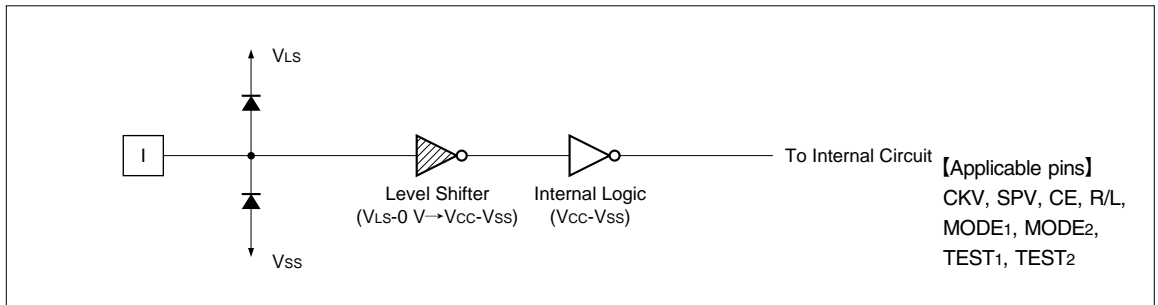 VLS
I
To Internal Circuit
Level Shifter
(VLS-0 V→VCC-VSS)
Internal Logic
(VCC-VSS)
VSS
【Applicable pins】
CKV, SPV, CE, R/L,
MODE1, MODE2,
TEST1, TEST2